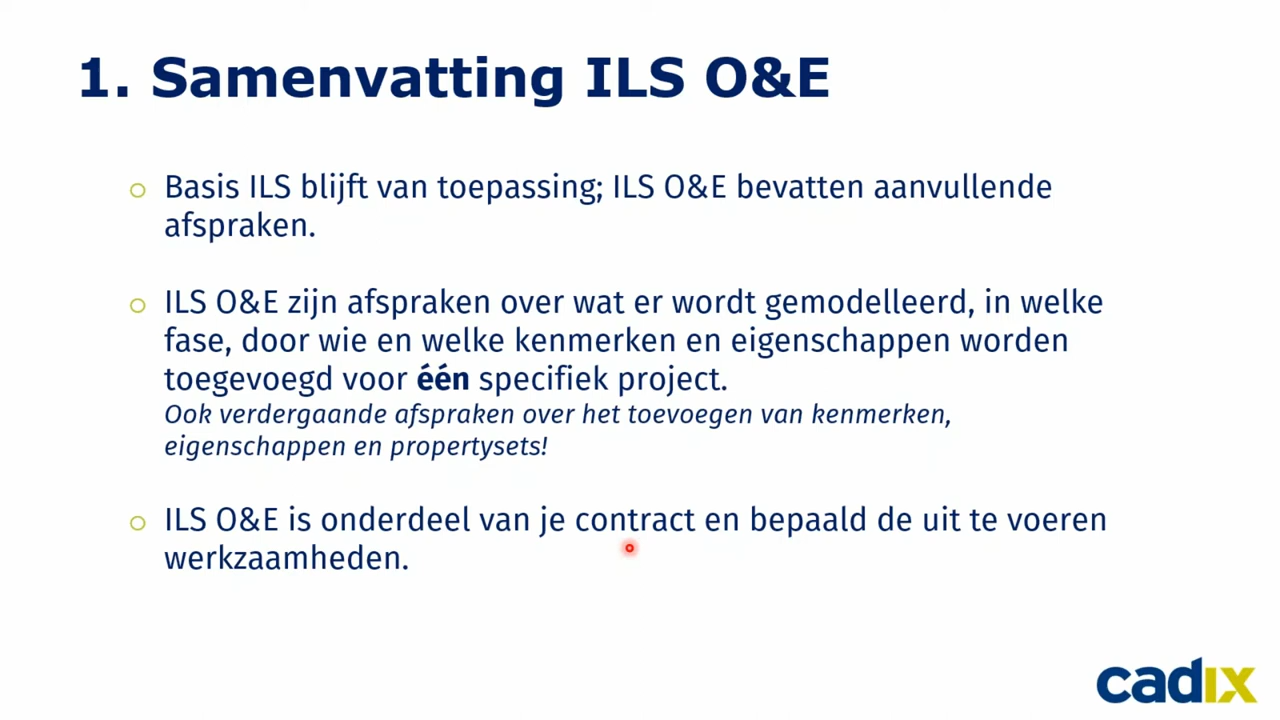 1. Samenvatting ILS O&E
Basis ILS blijft van toepassing; ILS O&E bevatten aanvullende
afspraken.
ILS O&E zijn afspraken over wat er wordt gemodelleerd, in welke
fase, door wie en welke kenmerken en eigenschappen worden
toegevoegd voor één specifiek project.
Ook verdergaande afspraken over het toevoegen van kenmerken,
eigenschappen en propertysets!
ILS O&E is onderdeel van je contract en bepaald de uit te voeren
werkzaamheden.
cadix